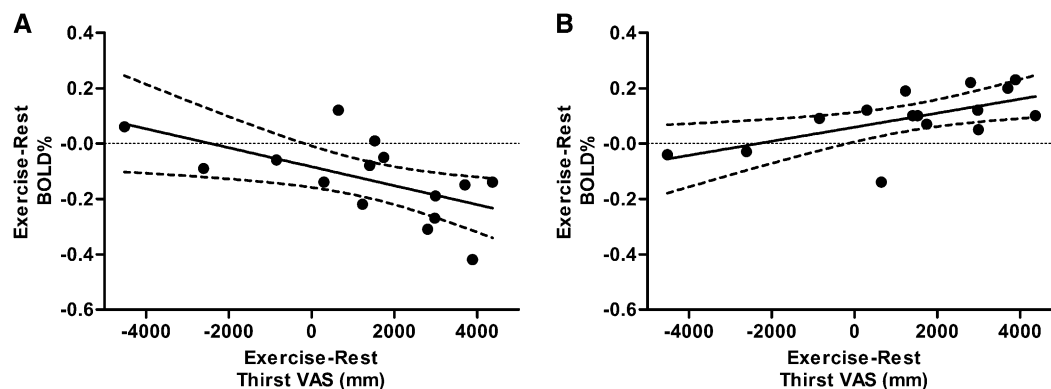 A
0.4
0.2
-0.0
-0.2
-0.4
-0.6
Exercise-Rest
BOLD%
-4000 -2000 0 2000 4000
Exercise-Rest
Thirst VAS (mm)
B
0.4
0.2
-0.0
-0.2
-0.4
-0.6
Exercise-Rest
BOLD%
-4000 -2000 0 2000 4000
Exercise-Rest
Thirst VAS (mm)